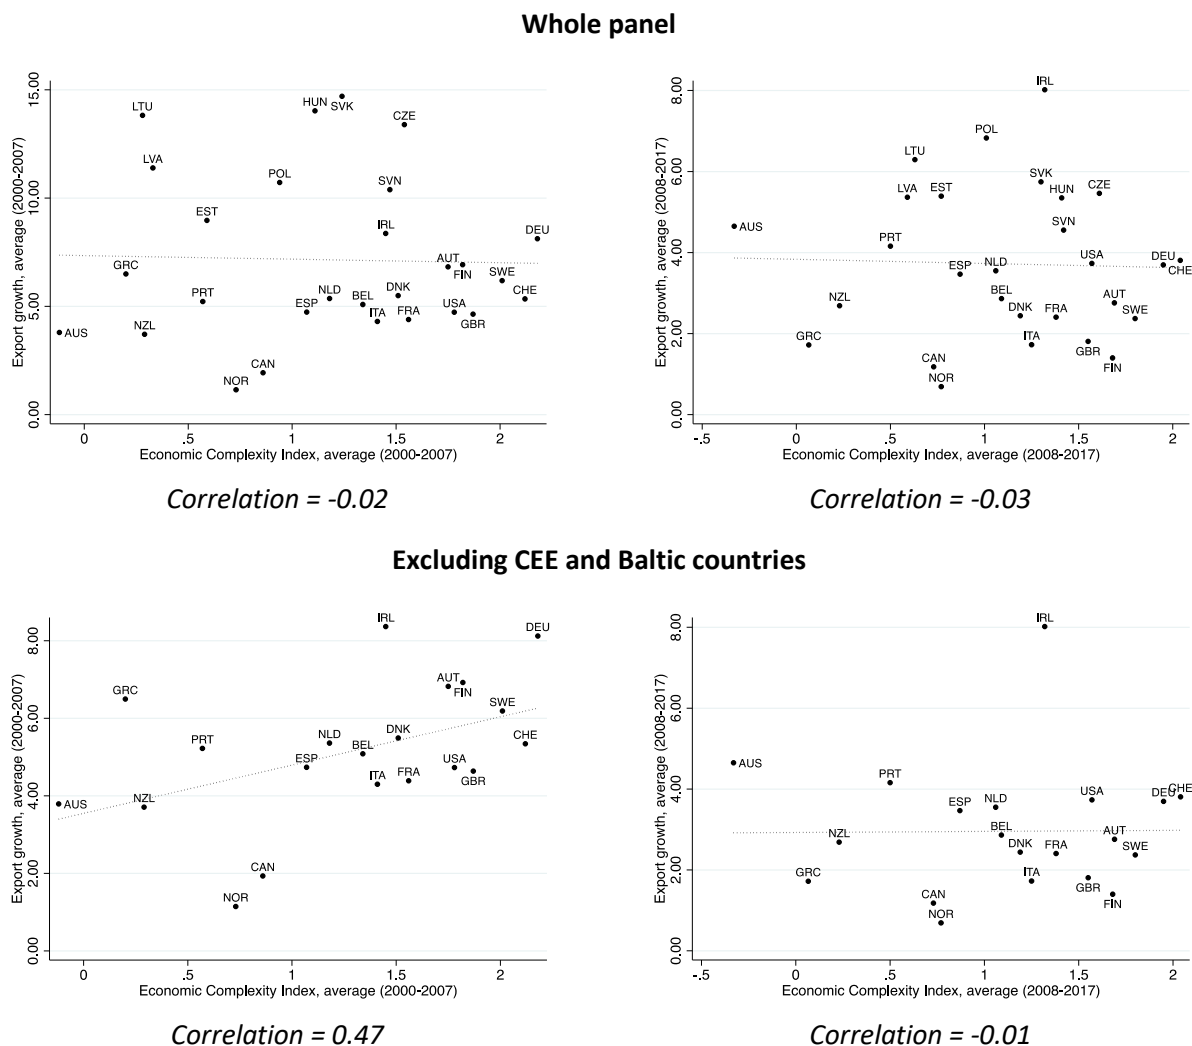 Whole panel
Export growth, average (2000-2007)
15.00
10.00
5.00
0.00
LTU
HUN
SVK
CZE
LVA
POL
SVN
EST
IRL
DEU
GRC
AUT
FIN
SWE
PRT
NLD
ESP
BEL
DNK
CHE
ITA
FRA
USA
GBR
AUS
NZL
CAN
NOR
0
.5
1
1.5
2
Economic Complexity Index, average (2000-2007)
Correlation = -0.02
Export growth, average (2008-2017)
8.00
6.00
4.00
2.00
0.00
IRL
POL
LTU
SVK
LVA
EST
HUN
CZE
AUS
SVN
PRT
ESP
NLD
USA
DEU
CHE
NZL
BEL
AUT
DNK
FRA
SWE
GRC
ITA
GBR
CAN
FIN
NOR
-.5
0
.5
1
1.5
2
Economic Complexity Index, average (2008-2017)
Correlation = -0.03
Excluding CEE and Baltic countries
Export growth, average (2000-2007)
8.00
6.00
4.00
2.00
0.00
IRL
DEU
GRC
AUT
FIN
SWE
PRT
NLD
DNK
CHE
ESP
BEL
ITA
FRA
USA
GBR
AUS
NZL
CAN
NOR
0
.5
1
1.5
2
Economic Complexity Index, average (2000-2007)
Correlation = 0.47
Export growth, average (2008-2017)
8.00
6.00
4.00
2.00
0.00
IRL
AUS
PRT
ESP
NLD
USA
DEU
CHE
NZL
BEL
AUT
DNK
FRA
SWE
GRC
ITA
GBR
CAN
FIN
NOR
-.5
0
.5
1
1.5
2
Economic Complexity Index, average (2008-2017)
Correlation = -0.01